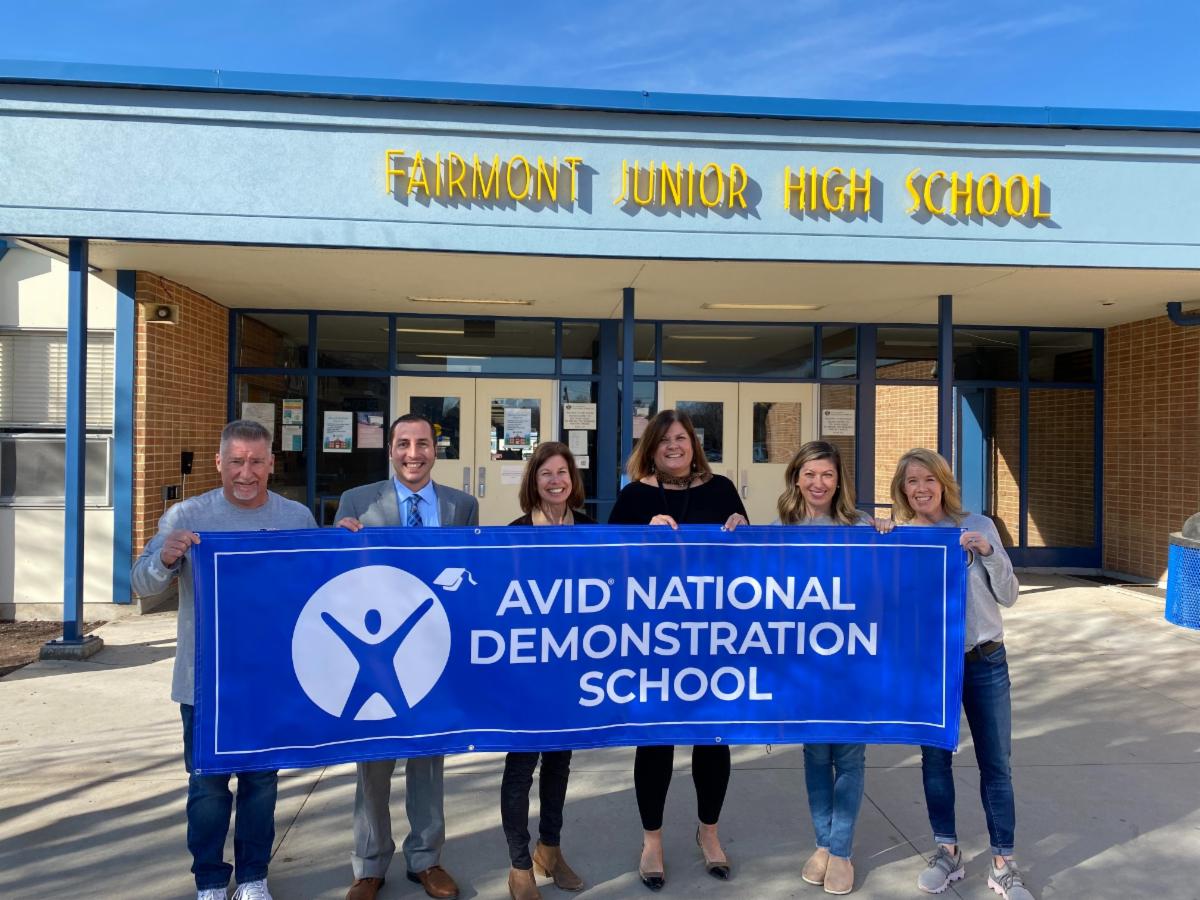 FAIRMONT JUNIOR HIGH SCHOOL
AVID® NATIONAL
DEMONSTRATION
SCHOOL